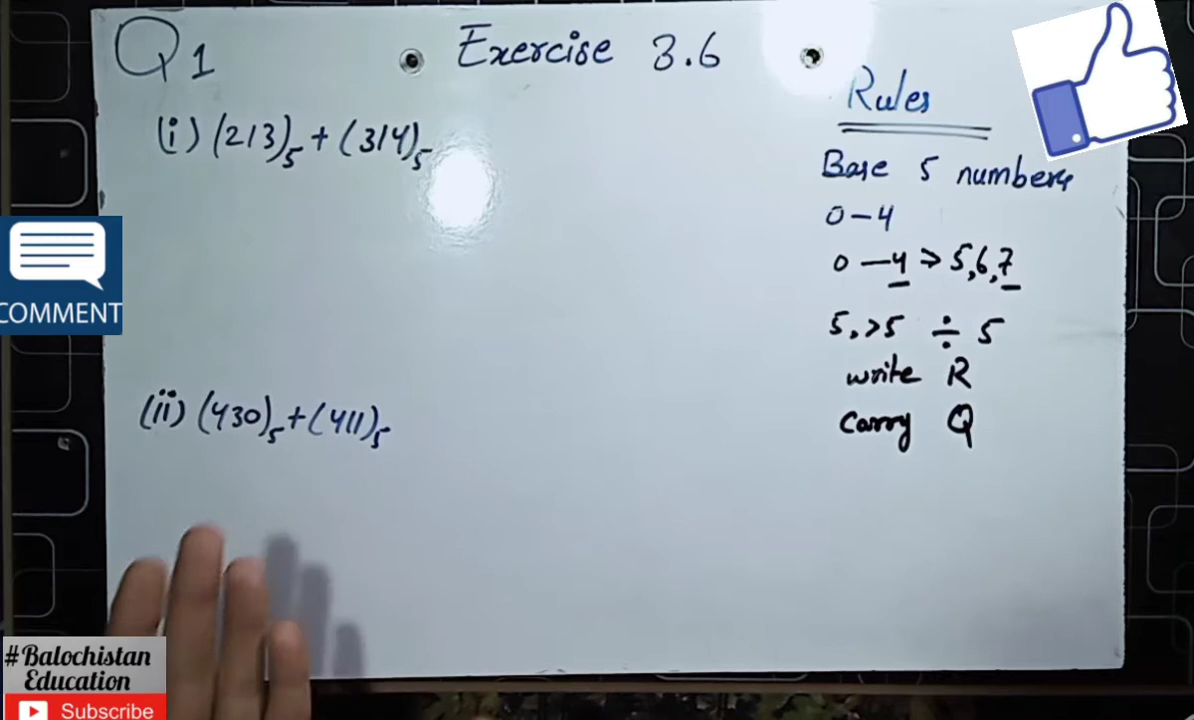 Q1
Exercise 3.6
(i) (213)₅ + (314)₅
Rules
Base 5 numbers
0-4
0-4 ⇒ 5,6,7
5,>5 ÷ 5
write R
Carry Q
COMMENT
(ii) (430)₅ + (411)₅
#Balochistan
Education
Subscribe